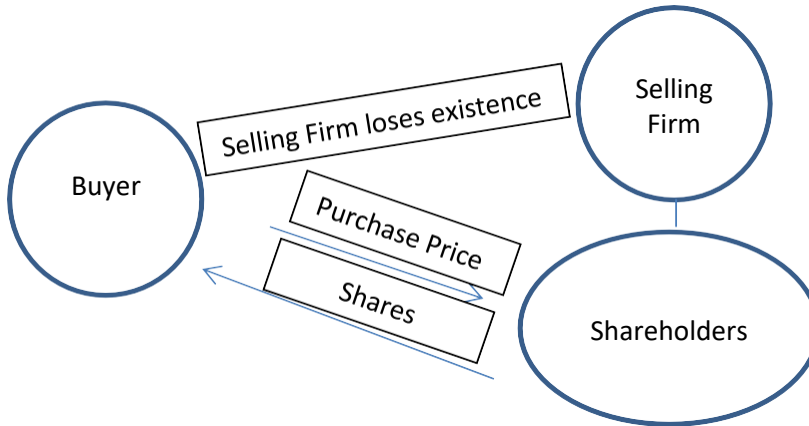 Selling
Firm
Selling Firm loses existence
Buyer
Purchase Price
Shares
Shareholders